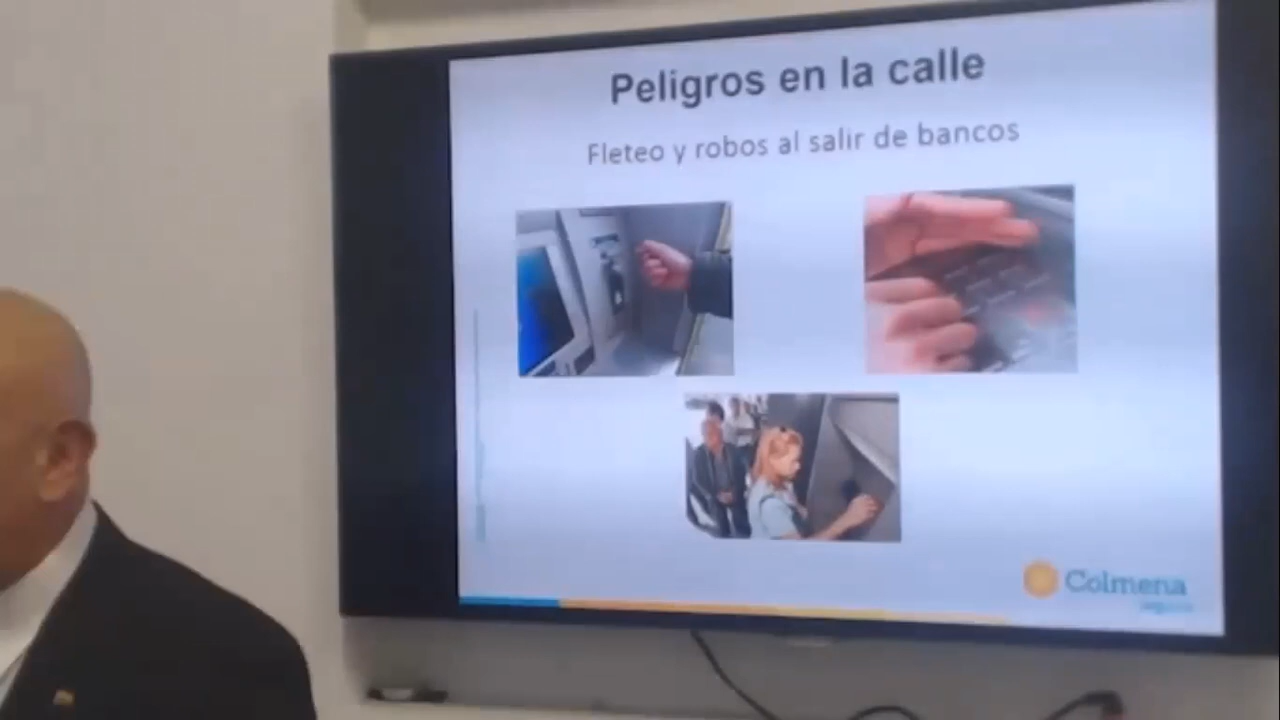 Peligros en la calle
Fleteo y robos al salir de bancos
Colmena